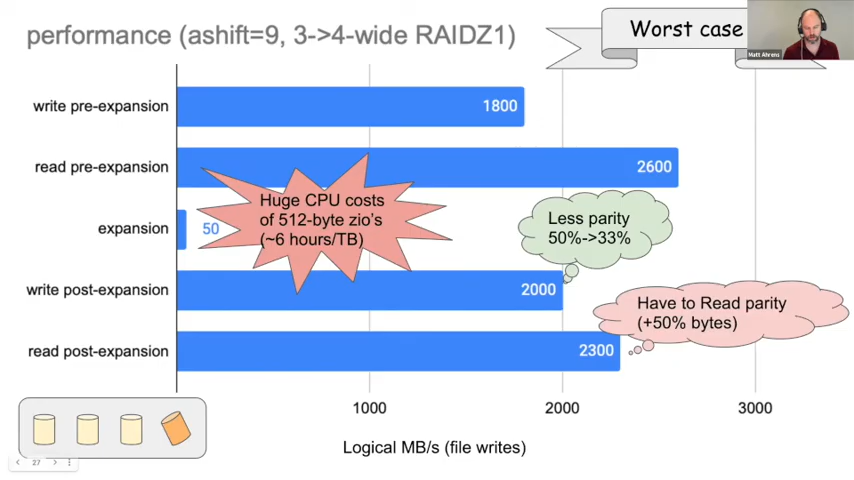 performance (ashift=9, 3->4-wide RAIDZ1)
Worst case
Matt Ahrens
write pre-expansion
1800
read pre-expansion
2600
Huge CPU costs
of 512-byte zio's
(~6 hours/TB)
expansion
50
Less parity
50%->33%
write post-expansion
2000
Have to Read parity
(+50% bytes)
read post-expansion
2300
1000
2000
3000
Logical MB/s (file writes)
27